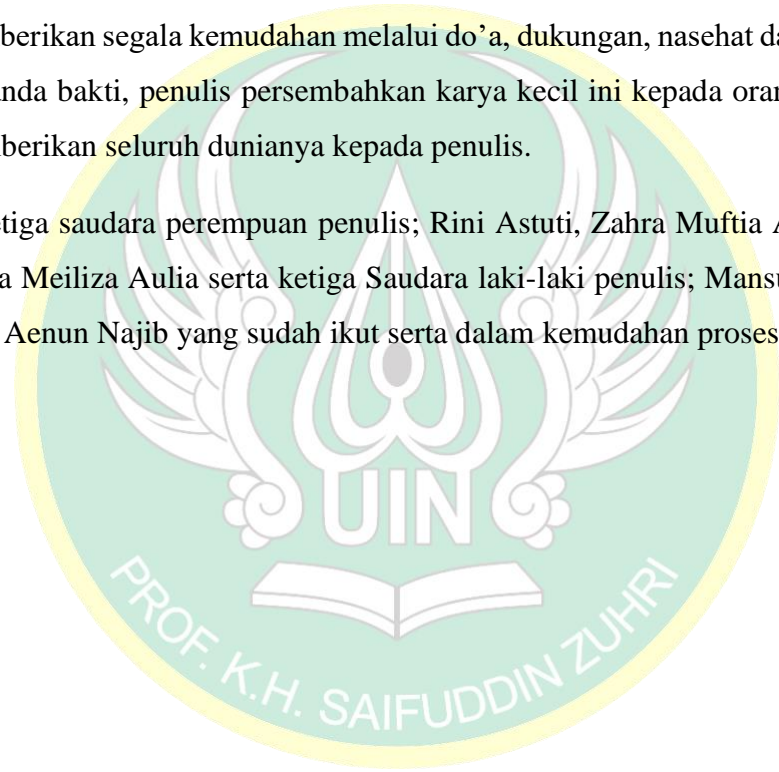 berikan segala kemudahan melalui do’a, dukungan, nasehat da
anda bakti, penulis persembahkan karya kecil ini kepada oran
berikan seluruh dunianya kepada penulis.
tiga saudara perempuan penulis; Rini Astuti, Zahra Muftia A
a Meiliza Aulia serta ketiga Saudara laki-laki penulis; Mansu
Aenun Najib yang sudah ikut serta dalam kemudahan proses
UIN
PROF. K.H. SAIFUDDIN ZUHRI